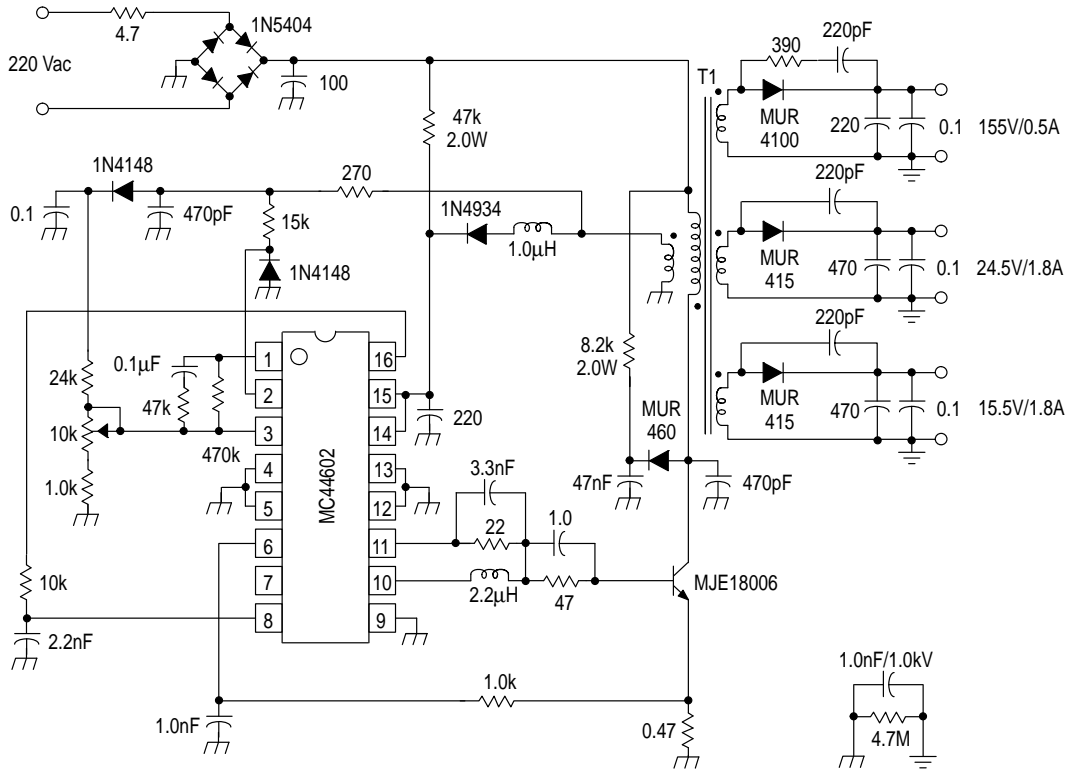 4.7
1N5404
220 Vac
100
47k
2.0W
T1
390
220pF
MUR
4100
220
0.1
155V/0.5A
1N4148
0.1
470pF
270
15k
1N4148
1N4934
1.0µH
220pF
MUR
415
470
0.1
24.5V/1.8A
220pF
MUR
415
470
0.1
15.5V/1.8A
8.2k
2.0W
MUR
460
47nF
470pF
24k
10k
1.0k
0.1µF
47k
470k
MC44602
1
2
3
4
5
6
7
8
16
15
14
13
12
11
10
9
220
3.3nF
22
1.0
2.2µH
47
MJE18006
10k
2.2nF
1.0nF
1.0k
0.47
1.0nF/1.0kV
4.7M